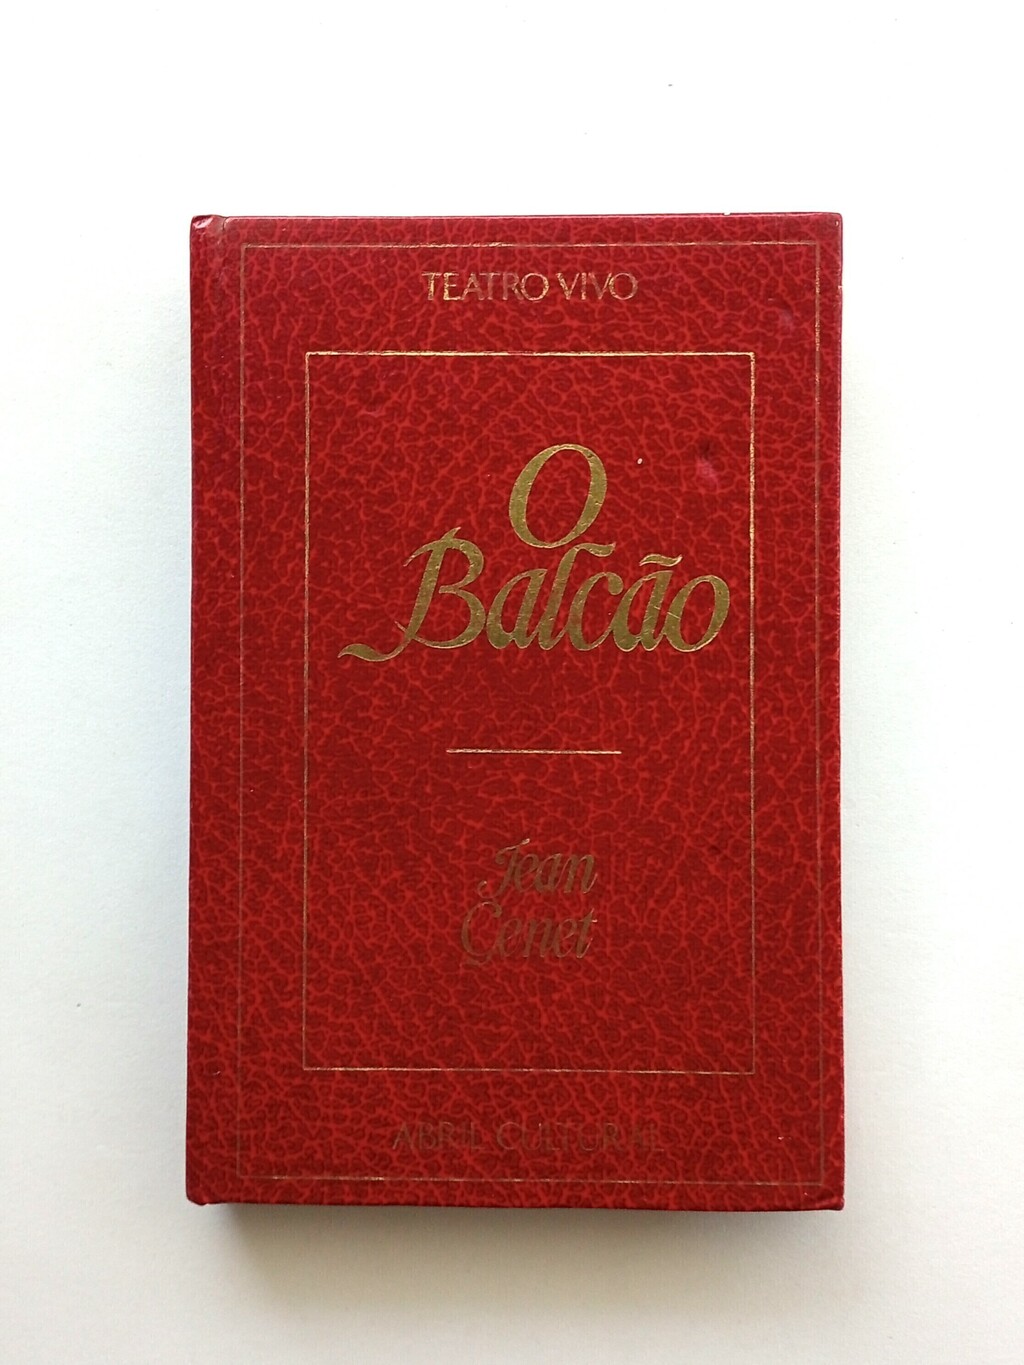 TEATRO VIVO
O
Balcão
Jean
Genet
ABRIL CULTURAL